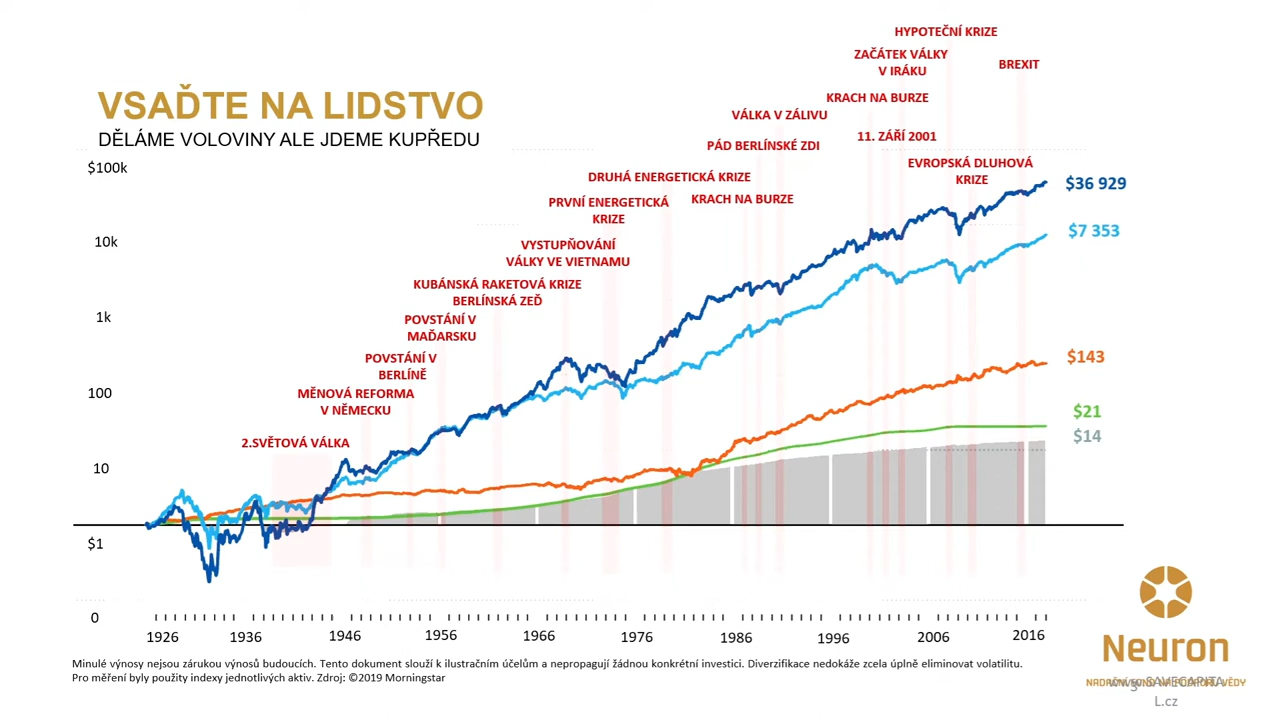 HYPOTEČNÍ KRIZE
ZAČÁTEK VÁLKY
V IRÁKU
BREXIT
VSAĎTE NA LIDSTVO
DĚLÁME VOLOVINY ALE JDEME KUPŘEDU
KRACH NA BURZE
VÁLKA V ZÁLIVU
11. ZÁŘÍ 2001
PÁD BERLÍNSKÉ ZDI
EVROPSKÁ DLUHOVÁ
KRIZE
DRUHÁ ENERGETICKÁ KRIZE
KRACH NA BURZE
PRVNÍ ENERGETICKÁ
KRIZE
VYSTUPŇOVÁNÍ
VÁLKY VE VIETNAMU
KUBÁNSKÁ RAKETOVÁ KRIZE
BERLÍNSKÁ ZEĎ
POVSTÁNÍ V
MAĎARSKU
POVSTÁNÍ V
BERLÍNĚ
MĚNOVÁ REFORMA
V NĚMECKU
2.SVĚTOVÁ VÁLKA
$100k
10k
1k
100
10
$1
0
$36 929
$7 353
$143
$21
$14
1926 1936 1946 1956 1966 1976 1986 1996 2006 2016
Minulé výnosy nejsou zárukou výnosů budoucích. Tento dokument slouží k ilustračním účelům a nepropagují žádnou konkrétní investici. Diverzifikace nedokáže zcela úplně eliminovat volatilitu.
Pro měření byly použity indexy jednotlivých aktiv. Zdroj: ©2019 Morningstar
Neuron
L.cz